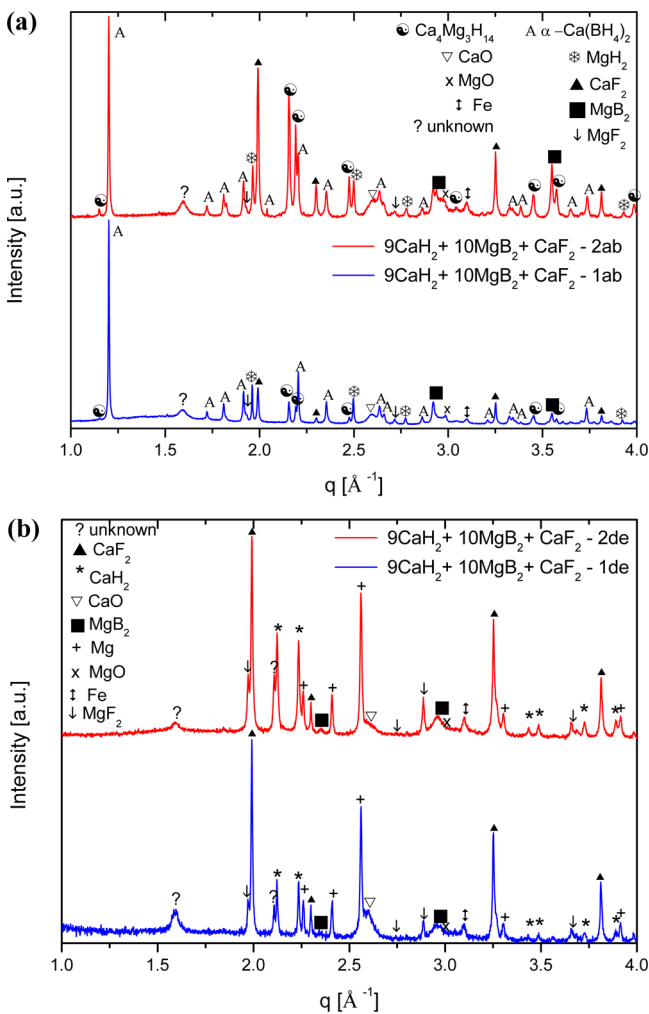 (a)
Ca₄Mg₃H₁₄
A α –Ca(BH₄)₂
CaO
MgH₂
x MgO
CaF₂
Fe
MgB₂
? unknown
MgF₂
A
A
?
A
A
A
A
A
A
A
x
A
A
A
A
A
9CaH₂+ 10MgB₂+ CaF₂ - 2ab
9CaH₂+ 10MgB₂+ CaF₂ - 1ab
A
?
A
A
A
A
A
A
A
A
x
A
A
A
A
Intensity [a.u.]
1.0 1.5 2.0 2.5 3.0 3.5 4.0
q [Å ⁻¹]
(b)
? unknown
CaF₂
* CaH₂
CaO
MgB₂
+ Mg
x MgO
Fe
MgF₂
9CaH₂+ 10MgB₂+ CaF₂ - 2de
9CaH₂+ 10MgB₂+ CaF₂ - 1de
? ? * * + + + x + * * * * +
? ? * * + + + x + * * * * +
Intensity [a.u.]
1.0 1.5 2.0 2.5 3.0 3.5 4.0
q [Å ⁻¹]